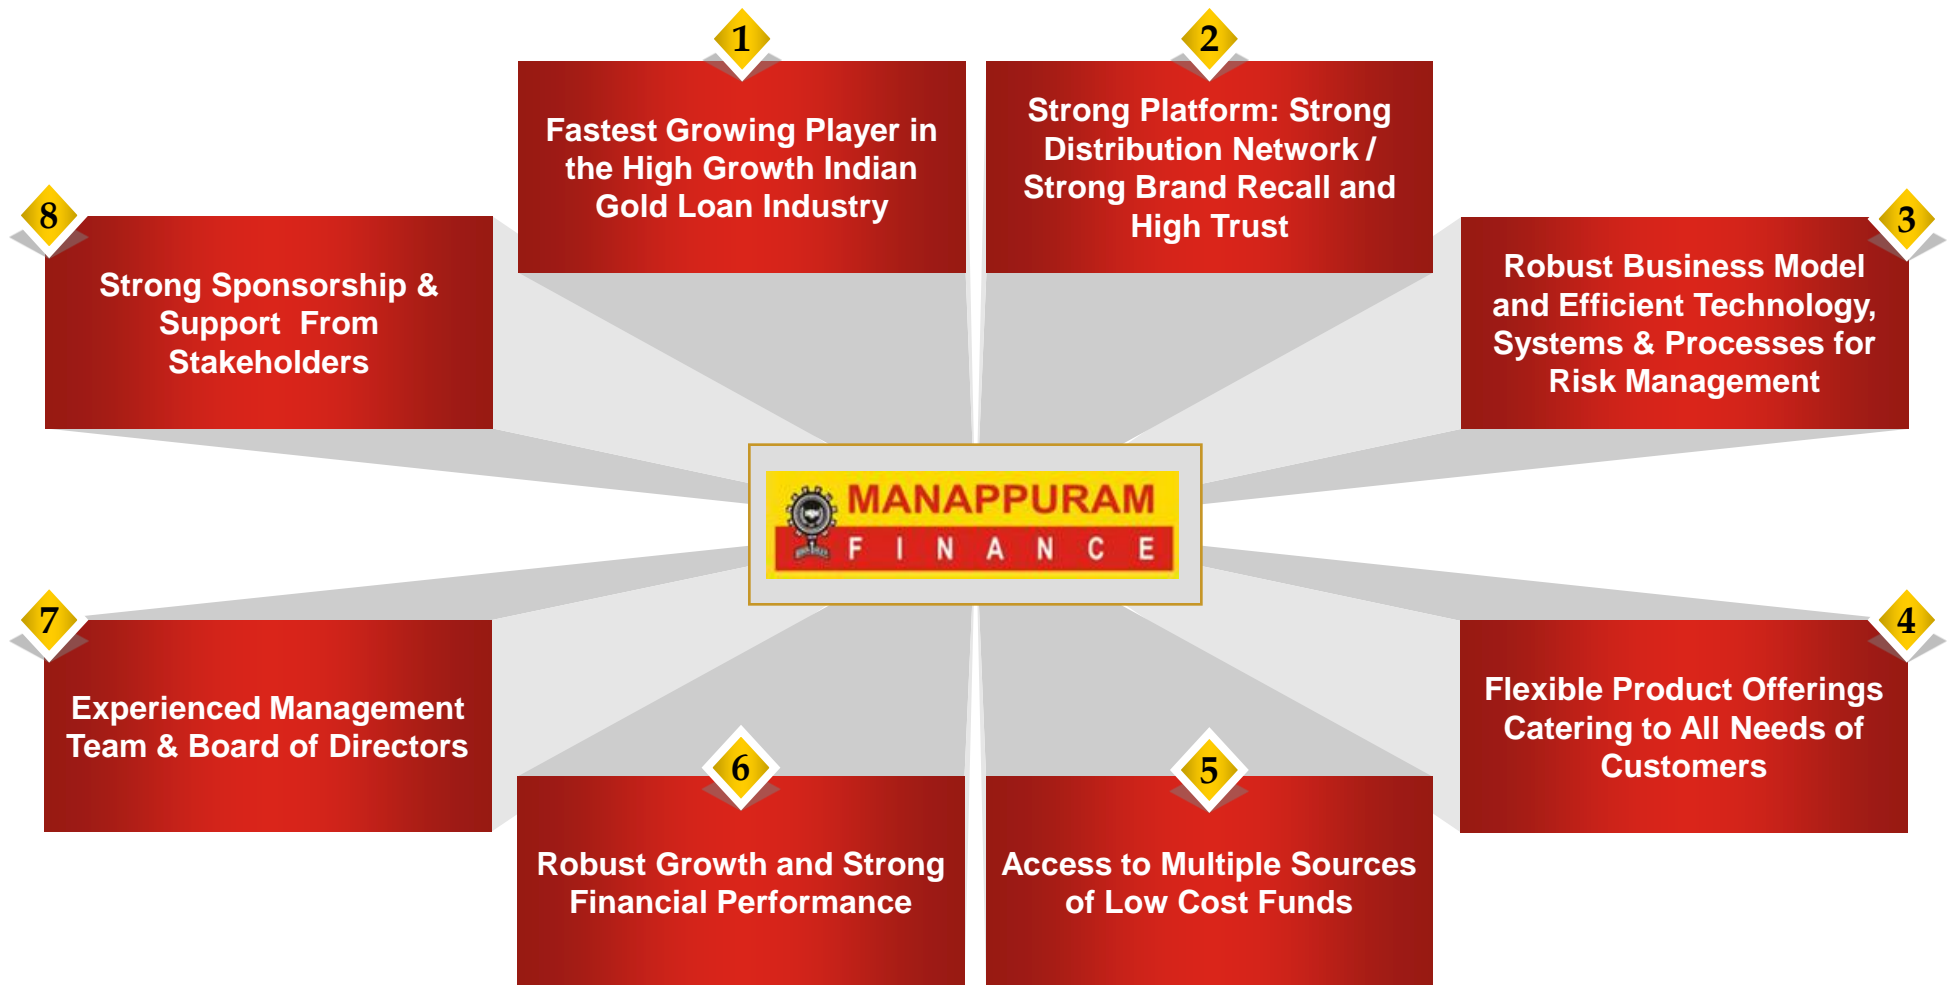 1
Fastest Growing Player in
the High Growth Indian
Gold Loan Industry
2
Strong Platform: Strong
Distribution Network /
Strong Brand Recall and
High Trust
3
Robust Business Model
and Efficient Technology,
Systems & Processes for
Risk Management
4
Flexible Product Offerings
Catering to All Needs of
Customers
5
Access to Multiple Sources
of Low Cost Funds
6
Robust Growth and Strong
Financial Performance
7
Experienced Management
Team & Board of Directors
8
Strong Sponsorship &
Support From
Stakeholders
MANAPPURAM
FINANCE